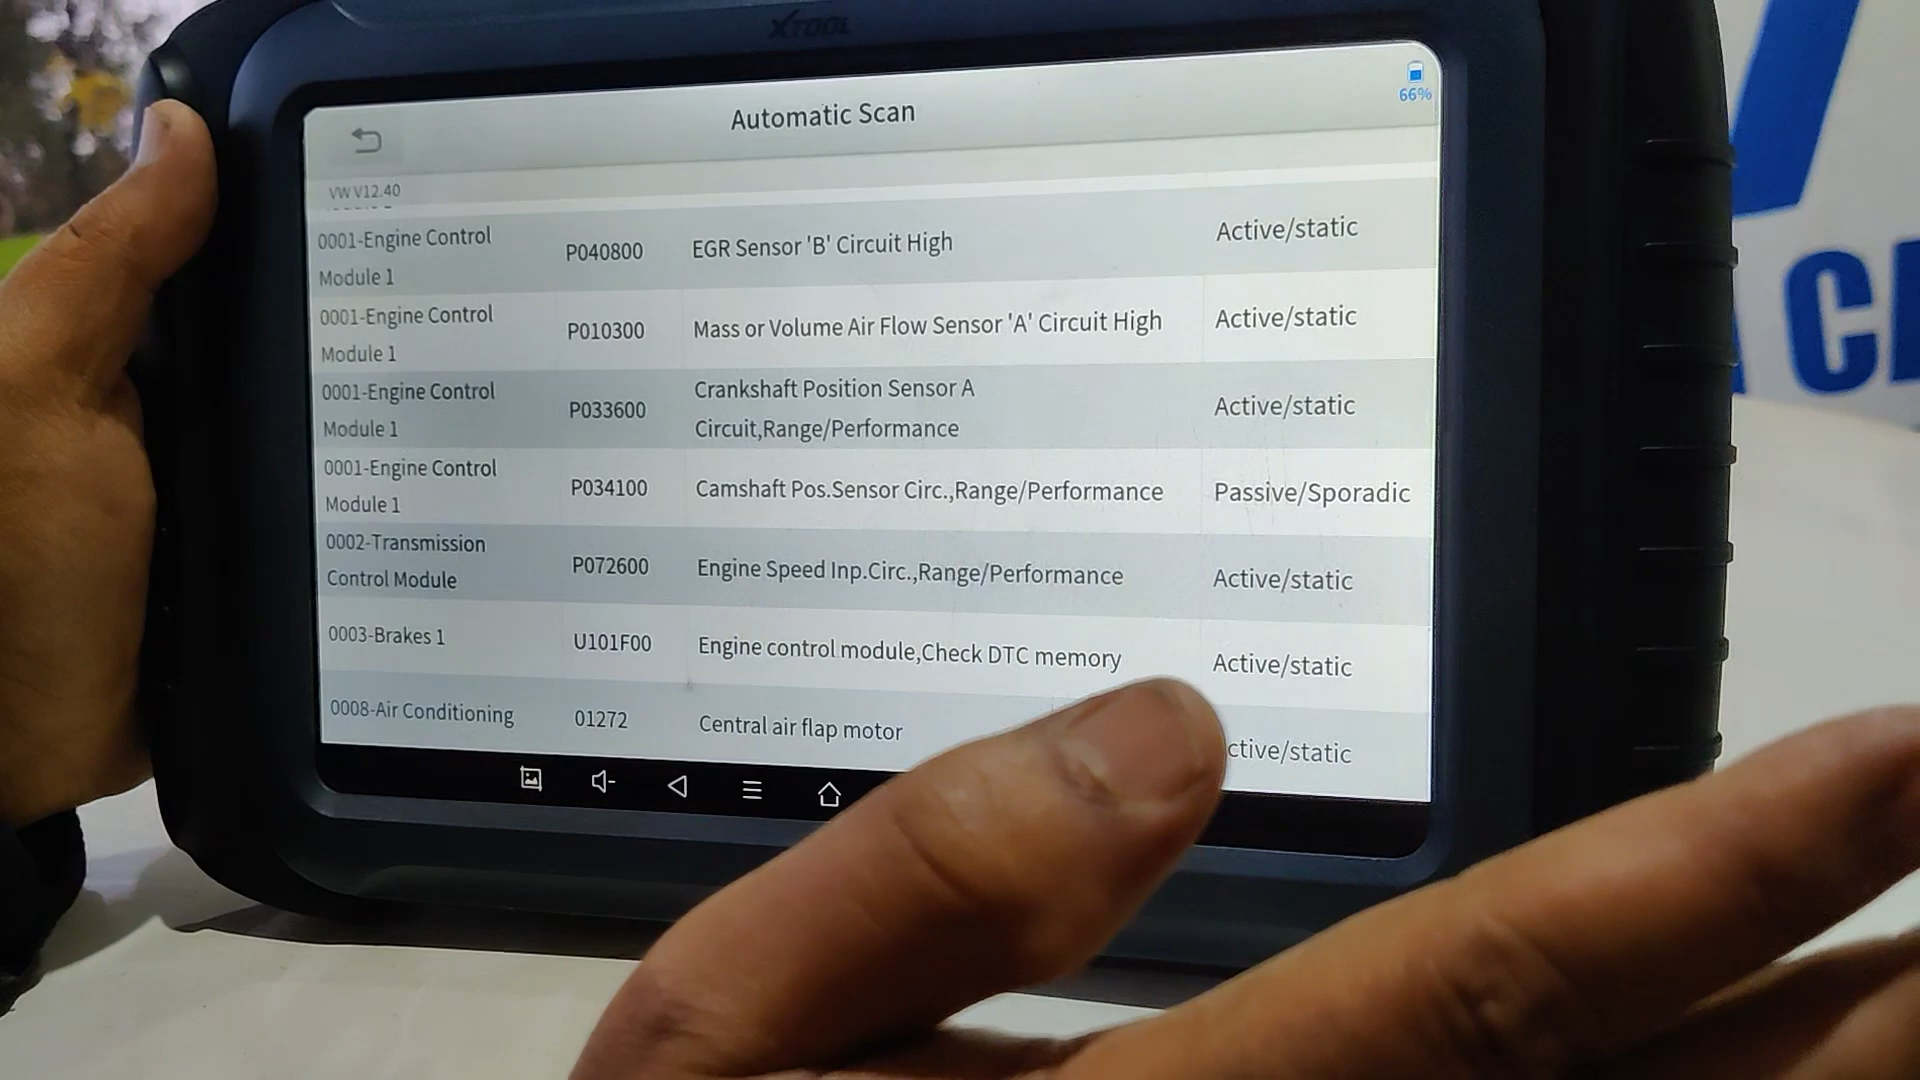 XTOOL
66%
Automatic Scan
VW V12.40
0001-Engine Control
Module 1
P040800
EGR Sensor 'B' Circuit High
Active/static
0001-Engine Control
Module 1
P010300
Mass or Volume Air Flow Sensor 'A' Circuit High
Active/static
0001-Engine Control
Module 1
P033600
Crankshaft Position Sensor A
Circuit,Range/Performance
Active/static
0001-Engine Control
Module 1
P034100
Camshaft Pos.Sensor Circ.,Range/Performance
Passive/Sporadic
0002-Transmission
Control Module
P072600
Engine Speed Inp.Circ.,Range/Performance
Active/static
0003-Brakes 1
U101F00
Engine control module,Check DTC memory
Active/static
0008-Air Conditioning
01272
Central air flap motor
ctive/static